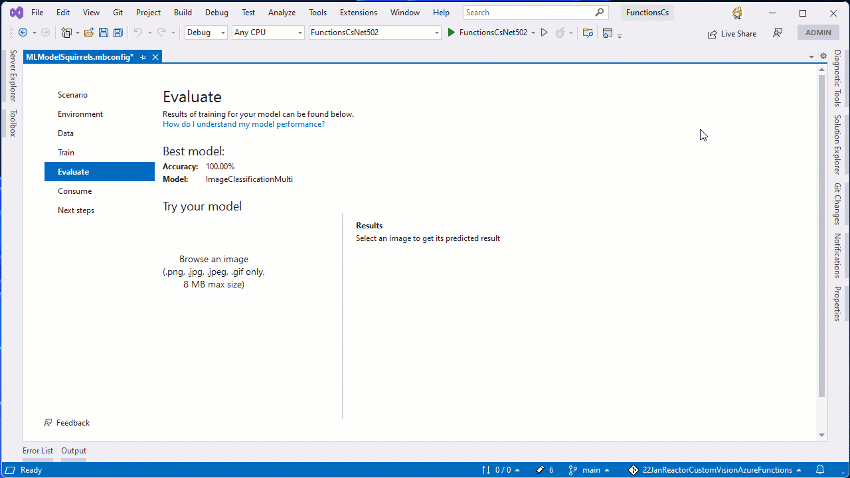 File Edit View Git Project Build Debug Test Analyze Tools Extensions Window Help Search FunctionsCs
Debug Any CPU FunctionsCsNet502 FunctionsCsNet502 Live Share ADMIN
MLModelSquirrels.mbconfig*
Server Explorer
Toolbox
Scenario
Environment
Data
Train
Evaluate
Consume
Next steps
Evaluate
Results of training for your model can be found below.
How do I understand my model performance?
Best model:
Accuracy: 100.00%
Model: ImageClassificationMulti
Try your model
Browse an image
(.png, .jpg, .jpeg, .gif only,
8 MB max size)
Results
Select an image to get its predicted result
Feedback
Diagnostic Tools
Solution Explorer
Git Changes
Notifications
Properties
Error List Output
Ready 0 / 0 6 main 22JanReactorCustomVisionAzureFunctions